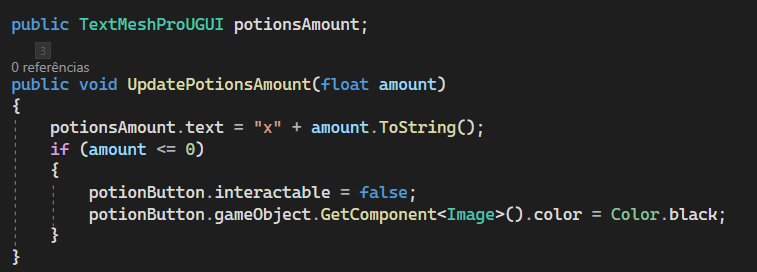 public TextMeshProUGUI potionsAmount;
3
0 referências
public void UpdatePotionsAmount(float amount)
{
potionsAmount.text = "x" + amount.ToString();
if (amount <= 0)
{
potionButton.interactable = false;
potionButton.gameObject.GetComponent<Image>().color = Color.black;
}
}